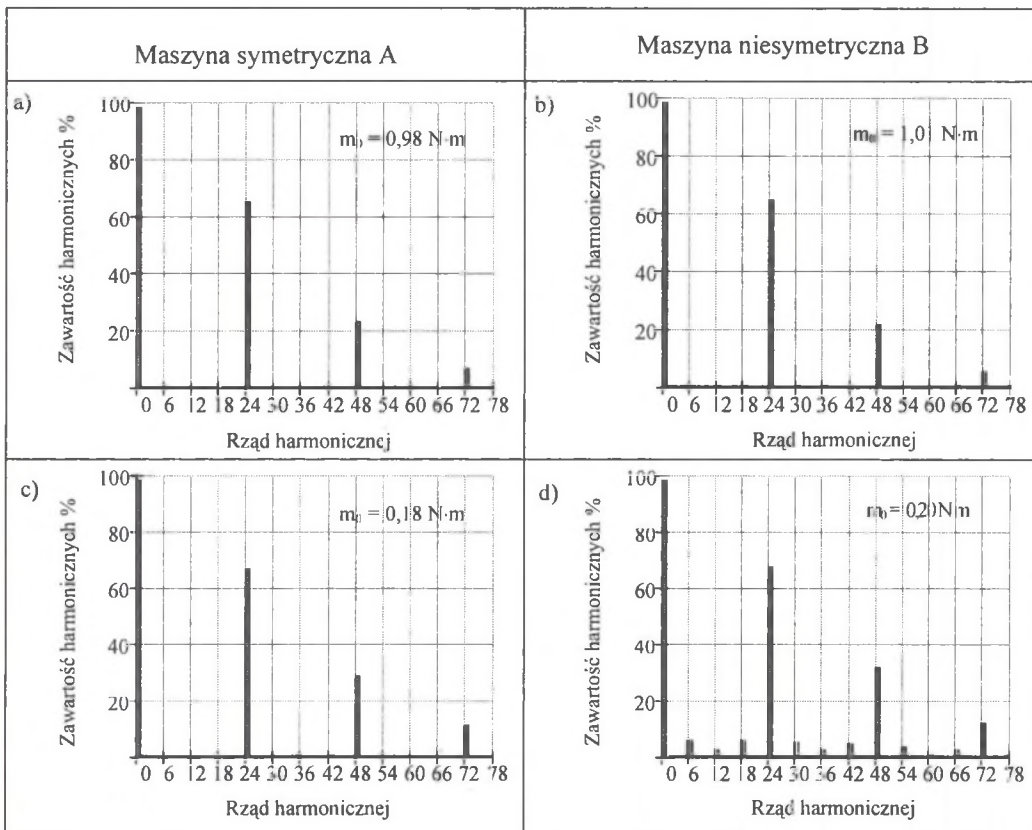 Maszyna symetryczna A
Maszyna niesymetryczna B
a)
Zawartość harmonicznych %
100
80
60
40
20
m₀ = 0,98 N·m
0 6 12 18 24 30 36 42 48 54 60 66 72 78
Rząd harmonicznej
b)
Zawartość harmonicznych %
100
80
60
40
20
m₀ = 1,01 N·m
0 6 12 18 24 30 36 42 48 54 60 66 72 78
Rząd harmonicznej
c)
Zawartość harmonicznych %
100
80
60
40
20
m₀ = 0,18 N·m
0 6 12 18 24 30 36 42 48 54 60 66 72 78
Rząd harmonicznej
d)
Zawartość harmonicznych %
100
80
60
40
20
m₀ = 0,20 N·m
0 6 12 18 24 30 36 42 48 54 60 66 72 78
Rząd harmonicznej